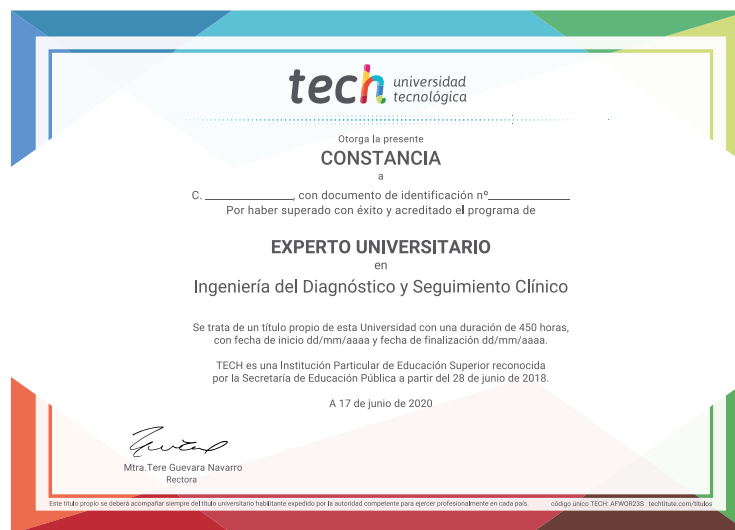 tech universidad
tecnológica
Otorga la presente
CONSTANCIA
a
C. ____________, con documento de identificación nº____________
Por haber superado con éxito y acreditado el programa de
EXPERTO UNIVERSITARIO
en
Ingeniería del Diagnóstico y Seguimiento Clínico
Se trata de un título propio de esta Universidad con una duración de 450 horas,
con fecha de inicio dd/mm/aaaa y fecha de finalización dd/mm/aaaa.
TECH es una Institución Particular de Educación Superior reconocida
por la Secretaría de Educación Pública a partir del 28 de junio de 2018.
A 17 de junio de 2020
Mtra.Tere Guevara Navarro
Rectora
Este título propio se deberá acompañar siempre del título universitario habilitante expedido por la autoridad competente para ejercer profesionalmente en cada país. código único TECH: AFWOR23S techtitute.com/titulos